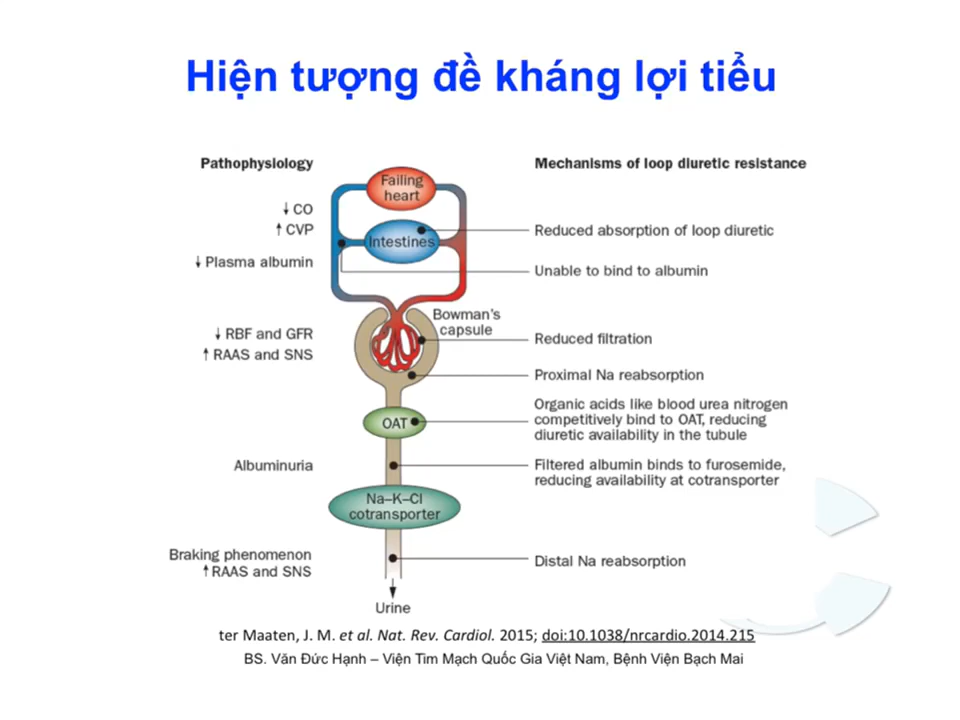 Hiện tượng đề kháng lợi tiểu
Pathophysiology
Mechanisms of loop diuretic resistance
Failing
heart
↓ CO
↑ CVP
Intestines
Reduced absorption of loop diuretic
↓ Plasma albumin
Unable to bind to albumin
Bowman's
capsule
↓ RBF and GFR
↑ RAAS and SNS
Reduced filtration
Proximal Na reabsorption
OAT
Organic acids like blood urea nitrogen
competitively bind to OAT, reducing
diuretic availability in the tubule
Albuminuria
Filtered albumin binds to furosemide,
reducing availability at cotransporter
Na–K–Cl
cotransporter
Braking phenomenon
↑ RAAS and SNS
Distal Na reabsorption
Urine
ter Maaten, J. M. et al. Nat. Rev. Cardiol. 2015; doi:10.1038/nrcardio.2014.215
BS. Văn Đức Hạnh – Viện Tim Mạch Quốc Gia Việt Nam, Bệnh Viện Bạch Mai